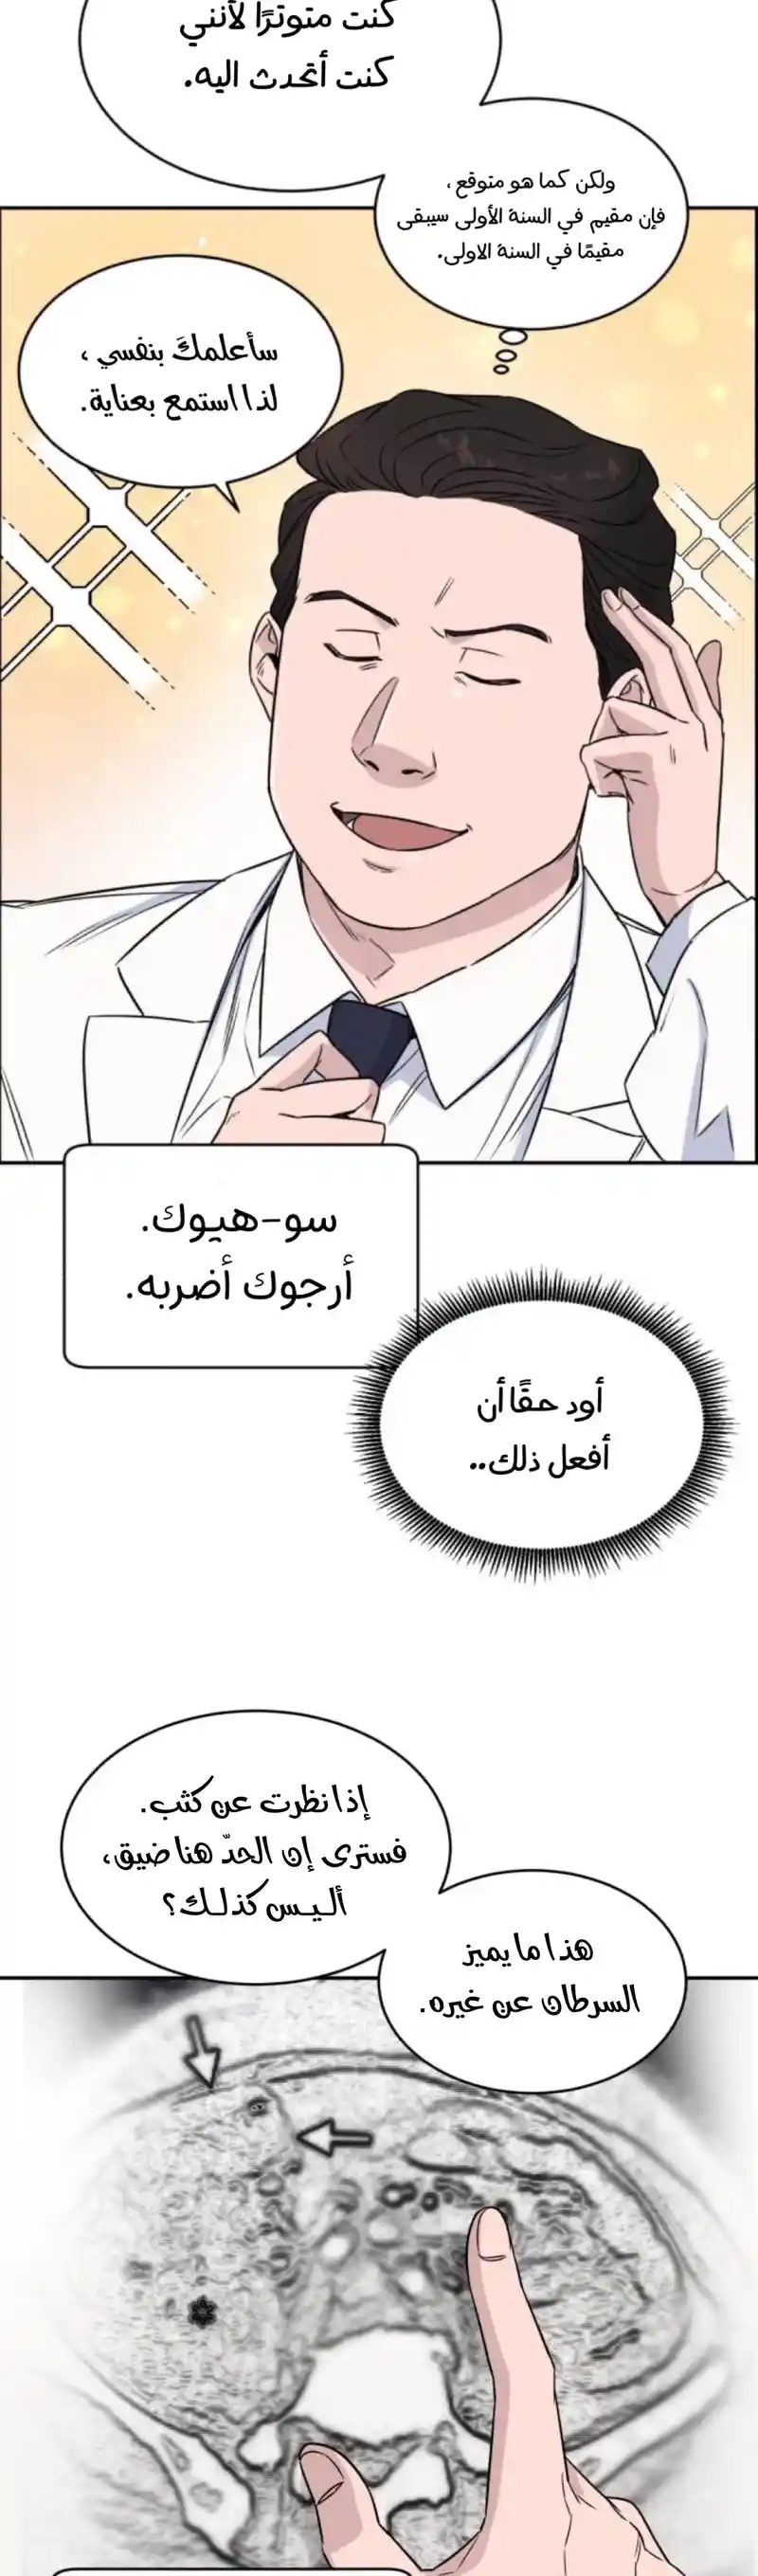 كنت متوترًا لأنني
كنت أتحدث اليه.
ولكن كما هو متوقع،
فإن مقيم في السنة الأولى سيبقى
مقيمًا في السنة الاولى.
سأعلمكَ بنفسي،
لذا استمع بعناية.
سو-هيوك.
أرجوك أضربه.
أود حقًا أن
أفعل ذلك..
إذا نظرت عن كثب.
فسترى إن الحدّ هنا ضيق،
أليس كذلك؟
هذا ما يميز
السرطان عن غيره.